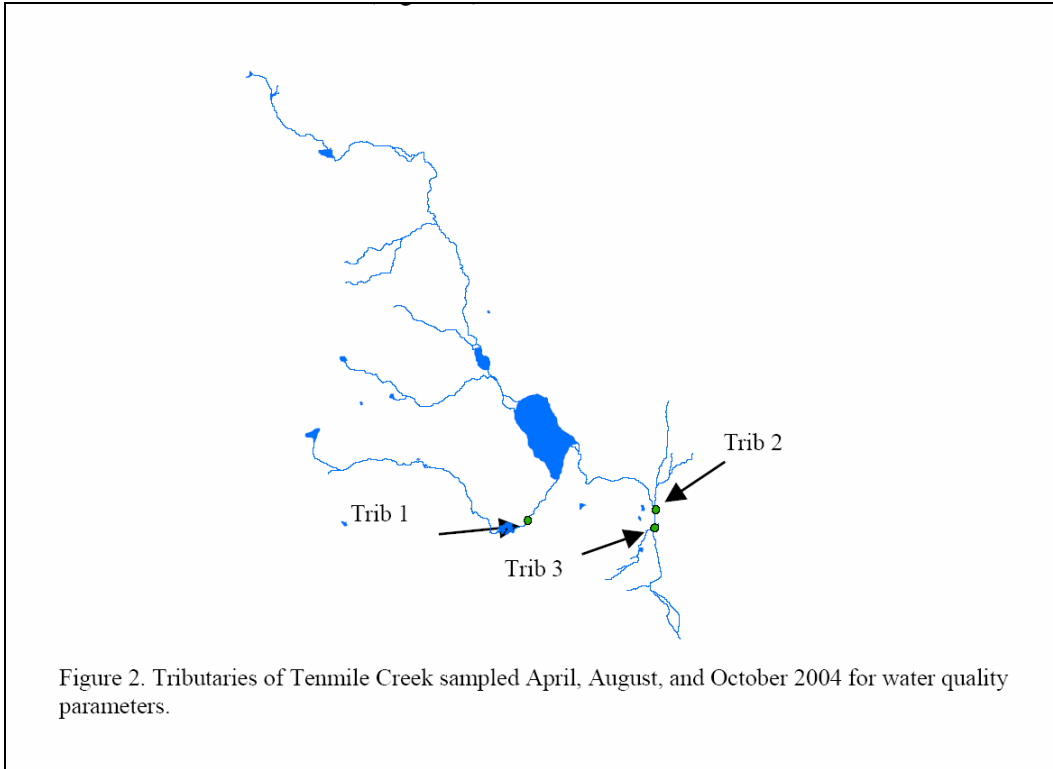 Trib 2
Trib 1
Trib 3
Figure 2. Tributaries of Tenmile Creek sampled April, August, and October 2004 for water quality
parameters.